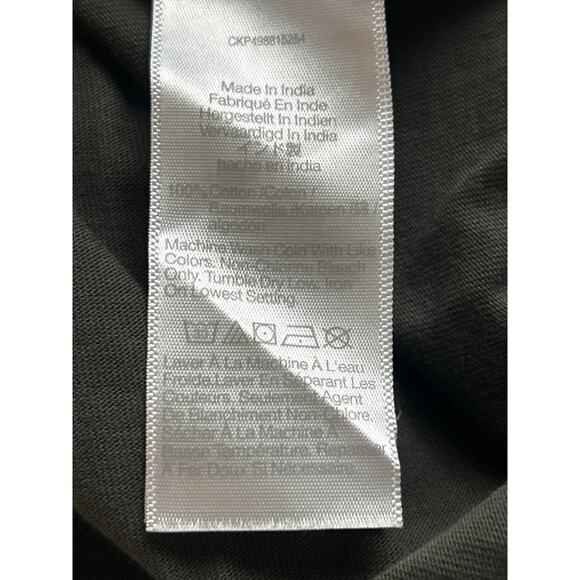 CKP498815284
Made In India
Fabriqué En Inde
Hergestellt In Indien
Vervaardigd In India
インド製
hecho en India
100% Cotton /Coton /
Baumwolle /Katoen /綿 /
algodón
Machine Wash Cold With Like
Colors. Non-Chlorine Bleach
Only. Tumble Dry Low. Iron
On Lowest Setting.
Laver À La Machine À L'eau
Froide.Laver En Séparant Les
Couleurs. Seulement Agent
De Blanchiment Non-Chlore.
Sécher À La Machine À
Basse Température. Repasser
À Fer Doux Si Nécessaire.